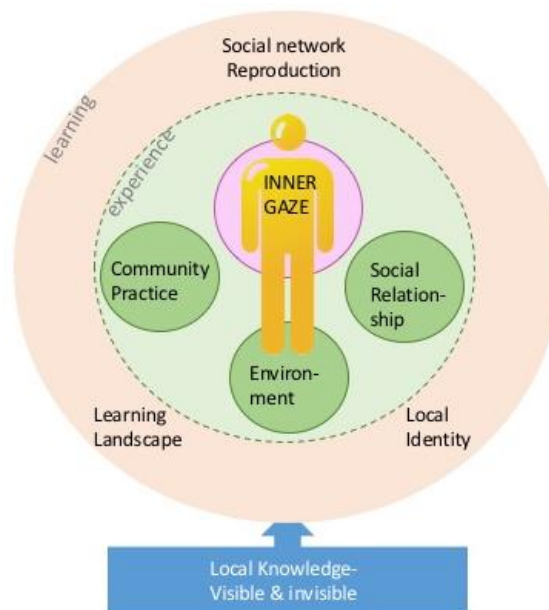 Social network
Reproduction
learning
experience
INNER
GAZE
Community
Practice
Social
Relation-
ship
Environ-
ment
Learning
Landscape
Local
Identity
Local Knowledge-
Visible & invisible